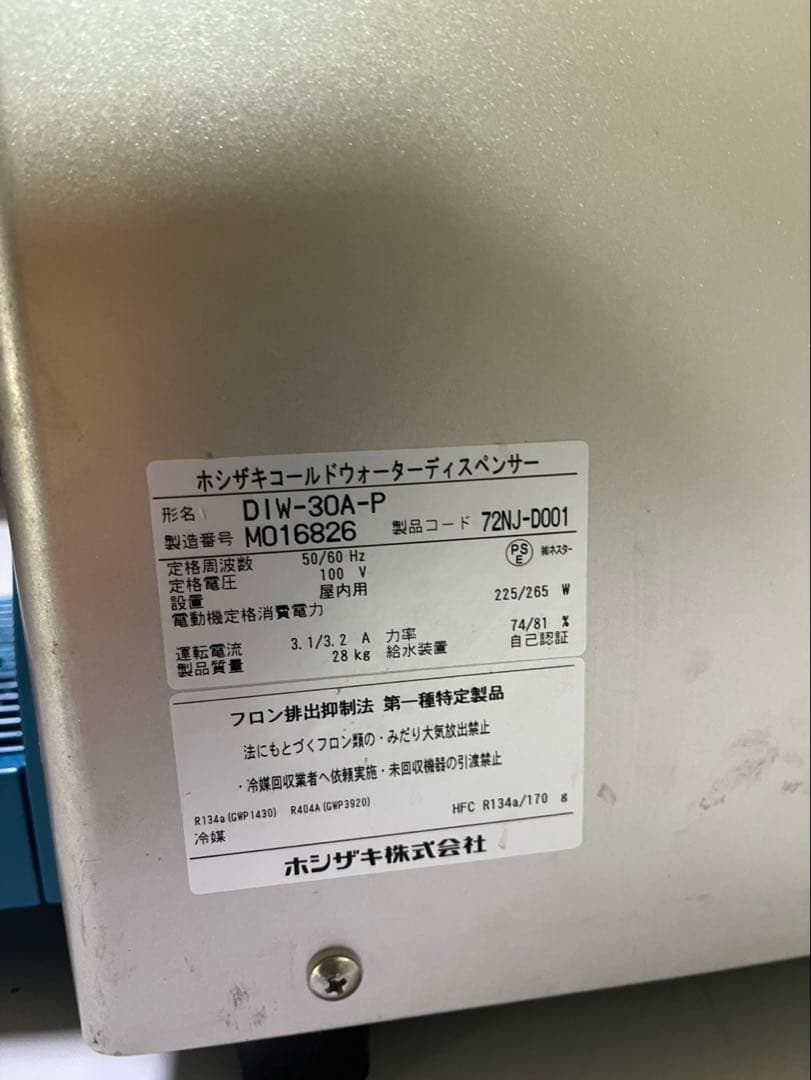 ホシザキコールドウォーターディスペンサー
形名 DIW-30A-P
製造番号 M016826 製品コード 72NJ-D001
定格周波数 50/60 Hz PSE ㈱ネスター
定格電圧 100 V
設置 屋内用
電動機定格消費電力 225/265 W
運転電流 3.1/3.2 A 力率 74/81 %
製品質量 28 kg 給水装置 自己認証
フロン排出抑制法 第一種特定製品
法にもとづくフロン類の・みだり大気放出禁止
・冷媒回収業者へ依頼実施・未回収機器の引渡禁止
R134a(GWP1430) R404A(GWP3920)
冷媒 HFC R134a/170 g
ホシザキ株式会社